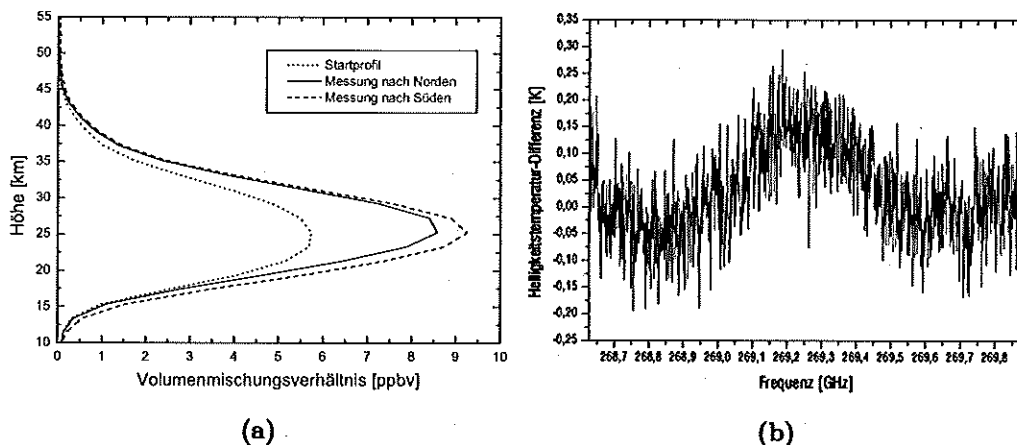 55
50
45
40
35
30
25
20
15
10
Höhe [km]
Startprofil
Messung nach Norden
Messung nach Süden
0 1 2 3 4 5 6 7 8 9 10
Volumenmischungsverhältnis [ppbv]
(a)
0,35
0,30
0,25
0,20
0,15
0,10
0,05
0,00
-0,05
-0,10
-0,15
-0,20
-0,25
Helligkeitstemperatur-Differenz [K]
268,7 268,8 268,9 269,0 269,1 269,2 269,3 269,4 269,5 269,6 269,7 269,8
Frequenz [GHz]
(b)